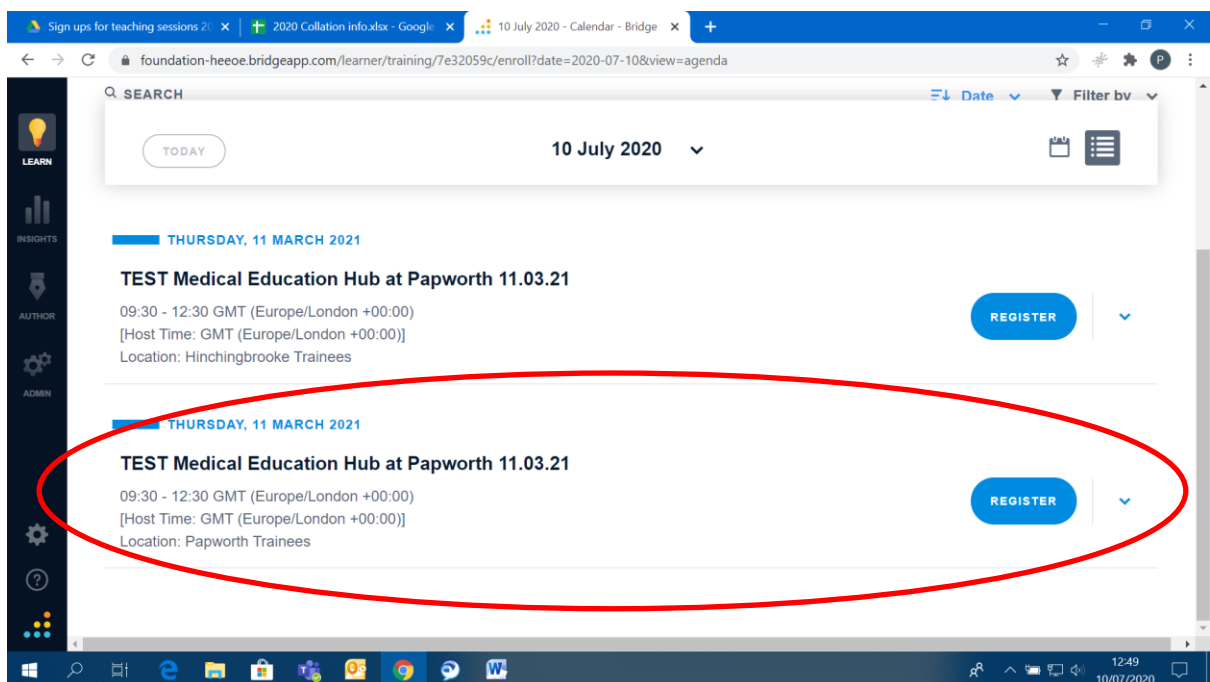 Sign ups for teaching sessions 20
2020 Collation info.xlsx - Google
10 July 2020 - Calendar - Bridge
foundation-heeoe.bridgeapp.com/learner/training/7e32059c/enroll?date=2020-07-10&view=agenda
P
SEARCH
Date
Filter by
TODAY
10 July 2020
LEARN
INSIGHTS
AUTHOR
ADMIN
THURSDAY, 11 MARCH 2021
TEST Medical Education Hub at Papworth 11.03.21
09:30 - 12:30 GMT (Europe/London +00:00)
[Host Time: GMT (Europe/London +00:00)]
Location: Hinchingbrooke Trainees
REGISTER
THURSDAY, 11 MARCH 2021
TEST Medical Education Hub at Papworth 11.03.21
09:30 - 12:30 GMT (Europe/London +00:00)
[Host Time: GMT (Europe/London +00:00)]
Location: Papworth Trainees
REGISTER
12:49
10/07/2020